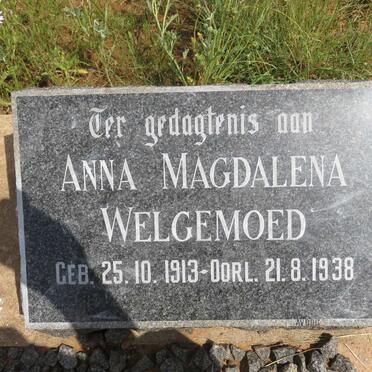 Ter gedagtenis aan
ANNA MAGDALENA
WELGEMOED
GEB. 25. 10. 1913-OORL. 21. 8. 1938